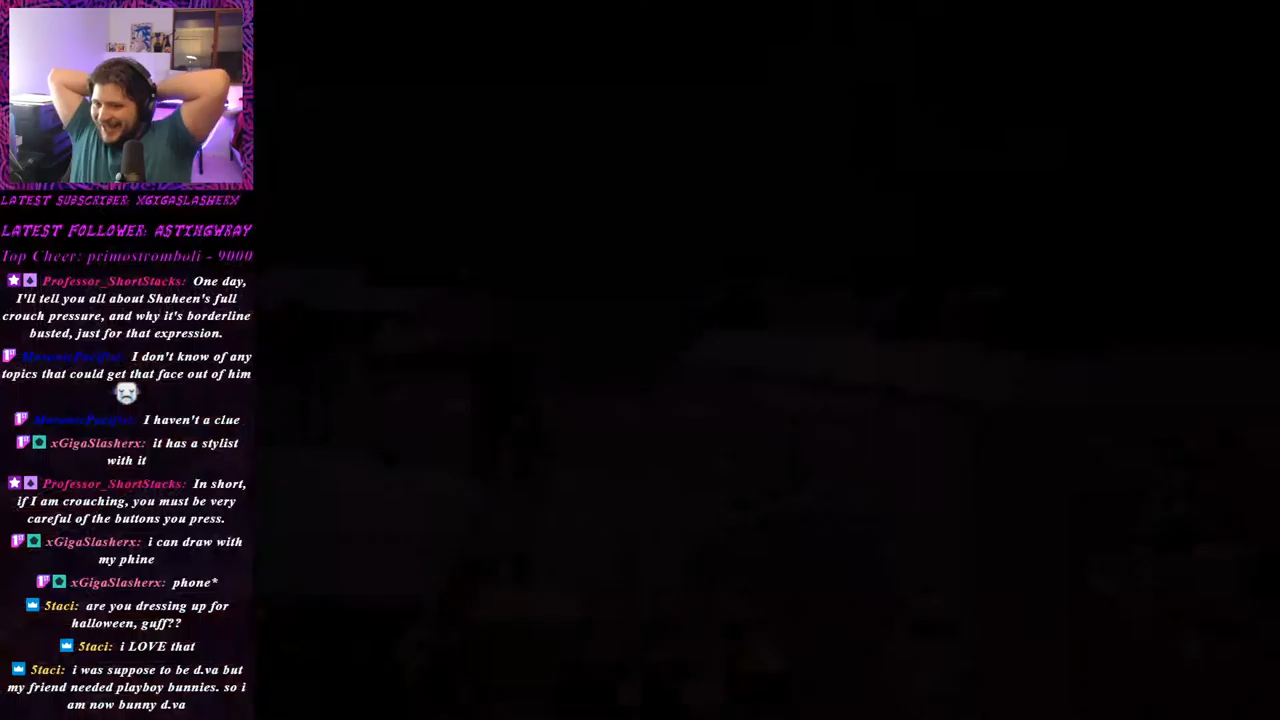 LATEST SUBSCRIBER: XGIGASLASHERX
LATEST FOLLOWER: ASTINGWRAY
Top Cheer: primostromboli - 9000
Professor_ShortStacks: One day,
I'll tell you all about Shaheen's full
crouch pressure, and why it's borderline
busted, just for that expression.
I don't know of any
topics that could get that face out of him
I haven't a clue
xGigaSlasherx: it has a stylist
with it
Professor_ShortStacks: In short,
if I am crouching, you must be very
careful of the buttons you press.
xGigaSlasherx: i can draw with
my phine
xGigaSlasherx: phone*
5taci: are you dressing up for
halloween, guff??
5taci: i LOVE that
5taci: i was suppose to be d.va but
my friend needed playboy bunnies. so i
am now bunny d.va